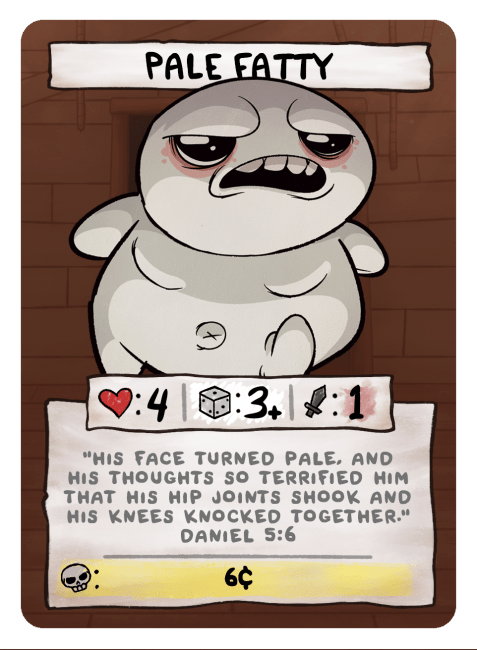 PALE FATTY
:4 :3+ :1
"HIS FACE TURNED PALE, AND
HIS THOUGHTS SO TERRIFIED HIM
THAT HIS HIP JOINTS SHOOK AND
HIS KNEES KNOCKED TOGETHER."
DANIEL 5:6
: 6¢